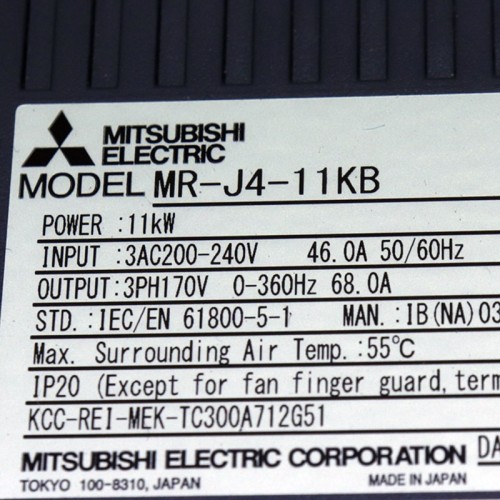 MITSUBISHI
ELECTRIC
MODEL MR-J4-11KB
POWER :11kW
INPUT :3AC200-240V 46.0A 50/60Hz
OUTPUT:3PH170V 0-360Hz 68.0A
STD.:IEC/EN 61800-5-1 MAN.:IB(NA)03
Max. Surrounding Air Temp.:55℃
IP20 (Except for fan finger guard, term
KCC-REI-MEK-TC300A712G51
MITSUBISHI ELECTRIC CORPORATION DA
TOKYO 100-8310, JAPAN MADE IN JAPAN